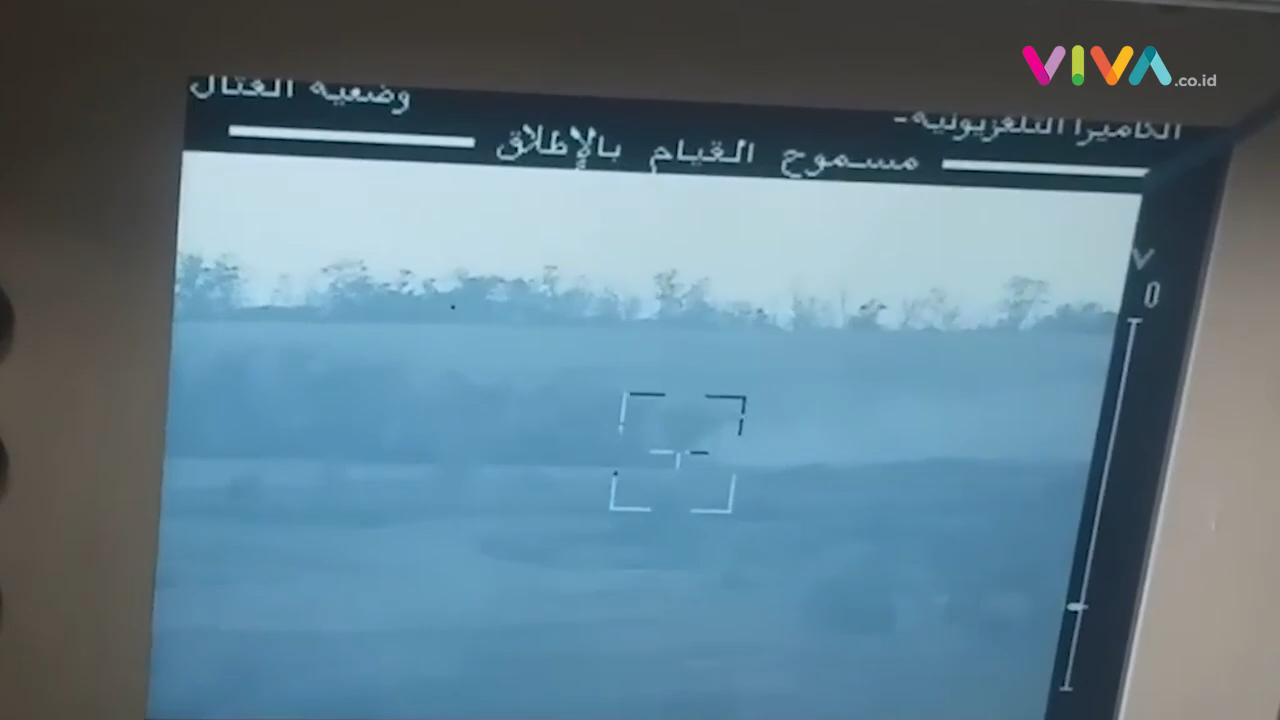 VIVA.co.id
الكاميرا التلفزيونية-
وضعية القتال
مسموح القيام بالإطلاق
V
0